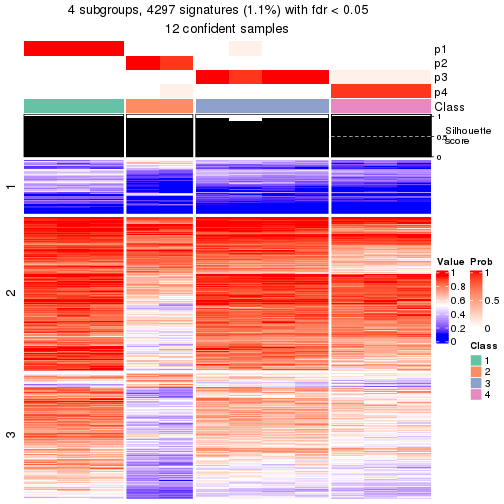 4 subgroups, 4297 signatures (1.1%) with fdr < 0.05
12 confident samples
p1
p2
p3
p4
Class
1
0.5
0
Silhouette
score
1
2
3
Value
1
0.8
0.6
0.4
0.2
0
Prob
1
0.5
0
Class
1
2
3
4